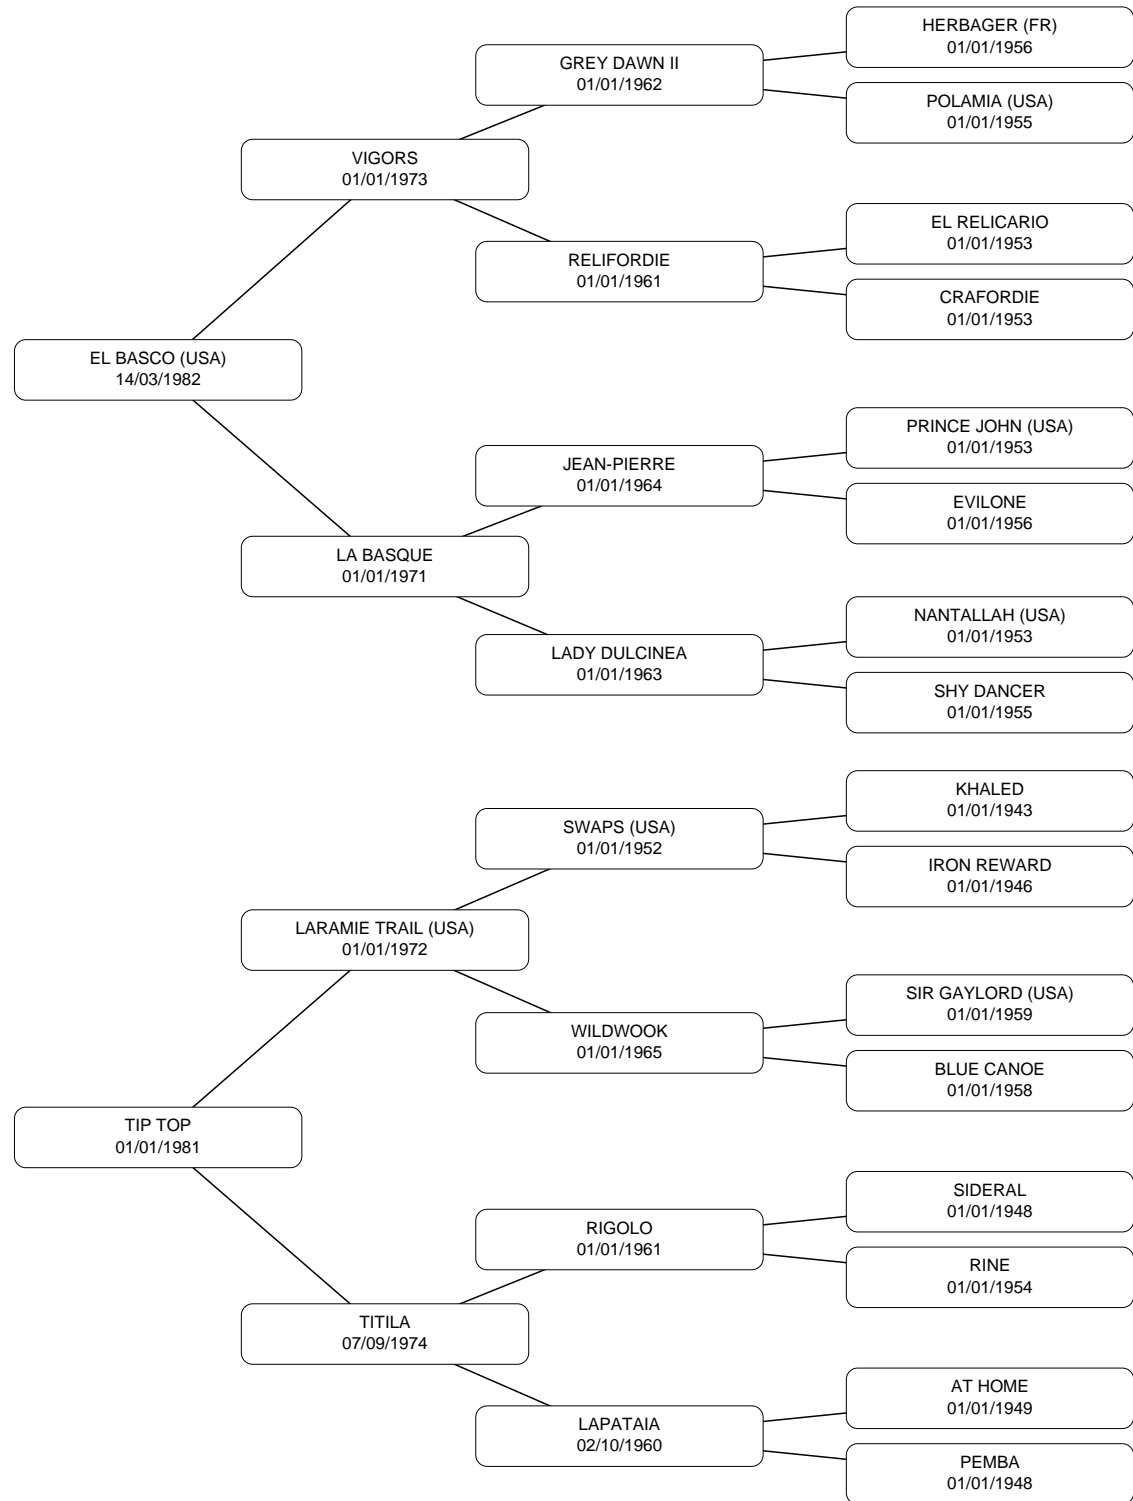 HERBAGER (FR)
01/01/1956
GREY DAWN II
01/01/1962
POLAMIA (USA)
01/01/1955
VIGORS
01/01/1973
EL RELICARIO
01/01/1953
RELIFORDIE
01/01/1961
CRAFORDIE
01/01/1953
EL BASCO (USA)
14/03/1982
PRINCE JOHN (USA)
01/01/1953
JEAN-PIERRE
01/01/1964
EVILONE
01/01/1956
LA BASQUE
01/01/1971
NANTALLAH (USA)
01/01/1953
LADY DULCINEA
01/01/1963
SHY DANCER
01/01/1955
KHALED
01/01/1943
SWAPS (USA)
01/01/1952
IRON REWARD
01/01/1946
LARAMIE TRAIL (USA)
01/01/1972
SIR GAYLORD (USA)
01/01/1959
WILDWOOK
01/01/1965
BLUE CANOE
01/01/1958
TIP TOP
01/01/1981
SIDERAL
01/01/1948
RIGOLO
01/01/1961
RINE
01/01/1954
TITILA
07/09/1974
AT HOME
01/01/1949
LAPATAIA
02/10/1960
PEMBA
01/01/1948